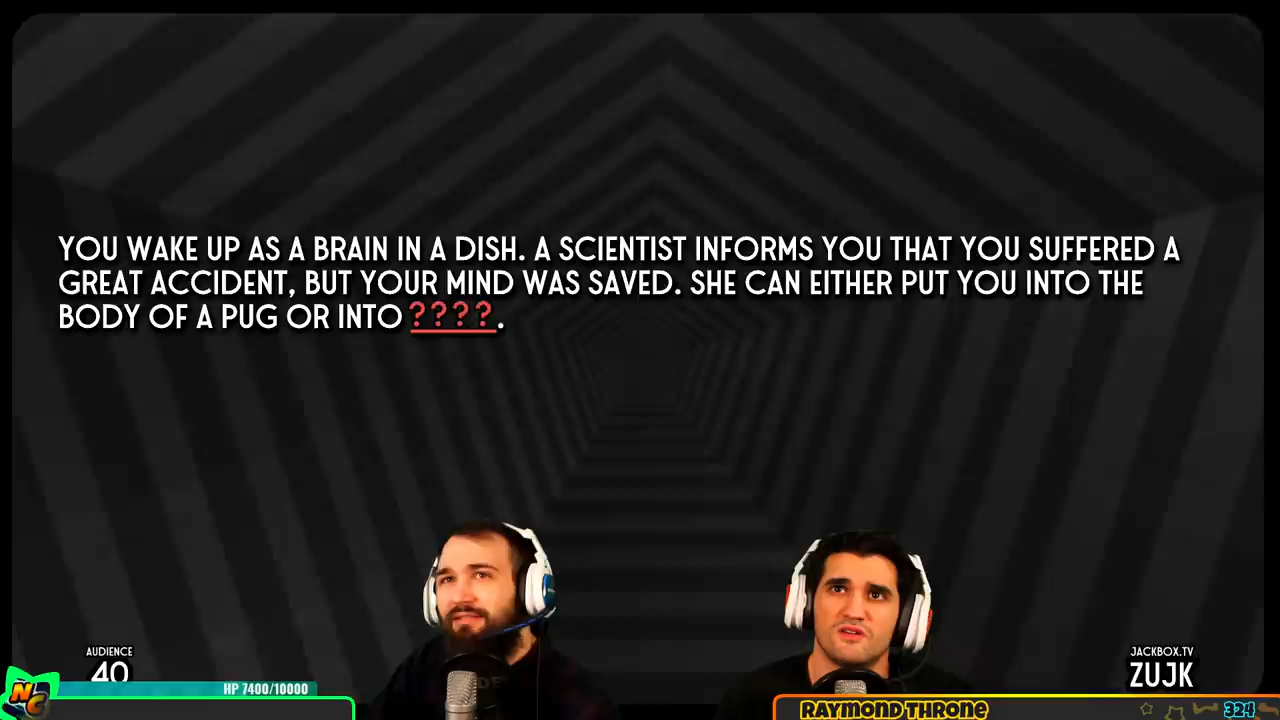 YOU WAKE UP AS A BRAIN IN A DISH. A SCIENTIST INFORMS YOU THAT YOU SUFFERED A
GREAT ACCIDENT, BUT YOUR MIND WAS SAVED. SHE CAN EITHER PUT YOU INTO THE
BODY OF A PUG OR INTO ????.
AUDIENCE
40
JACKBOX.TV
ZUJK
HP 7400/10000
NC
RAYMOND THRONE
324